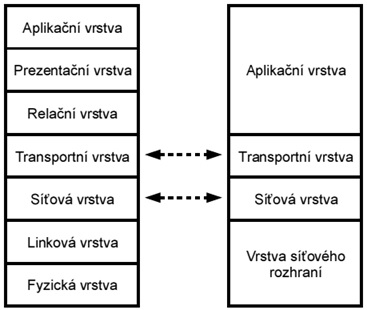 Aplikační vrstva
Prezentační vrstva
Relační vrstva
Transportní vrstva
Síťová vrstva
Linková vrstva
Fyzická vrstva
Aplikační vrstva
Transportní vrstva
Síťová vrstva
Vrstva síťového
rozhraní